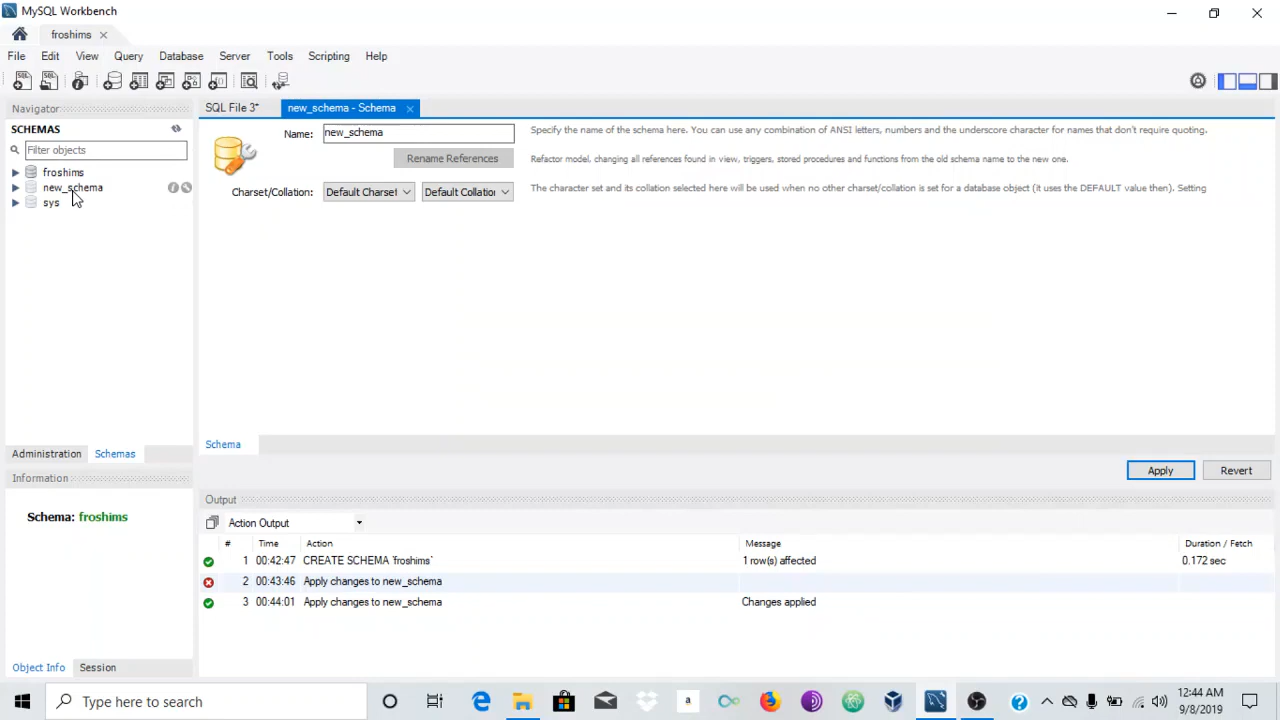 MySQL Workbench
froshims
File Edit View Query Database Server Tools Scripting Help
Navigator
SCHEMAS
Filter objects
froshims
new_schema
sys
Administration Schemas
Information
Schema: froshims
Object Info Session
SQL File 3* new_schema - Schema
Name: new_schema Specify the name of the schema here. You can use any combination of ANSI letters, numbers and the underscore character for names that don't require quoting.
Rename References Refactor model, changing all references found in view, triggers, stored procedures and functions from the old schema name to the new one.
Charset/Collation: Default Charset Default Collation The character set and its collation selected here will be used when no other charset/collation is set for a database object (it uses the DEFAULT value then). Setting
Schema
Apply Revert
Output
Action Output
# Time Action Message Duration / Fetch
1 00:42:47 CREATE SCHEMA `froshims` 1 row(s) affected 0.172 sec
2 00:43:46 Apply changes to new_schema
3 00:44:01 Apply changes to new_schema Changes applied
Type here to search
12:44 AM
9/8/2019